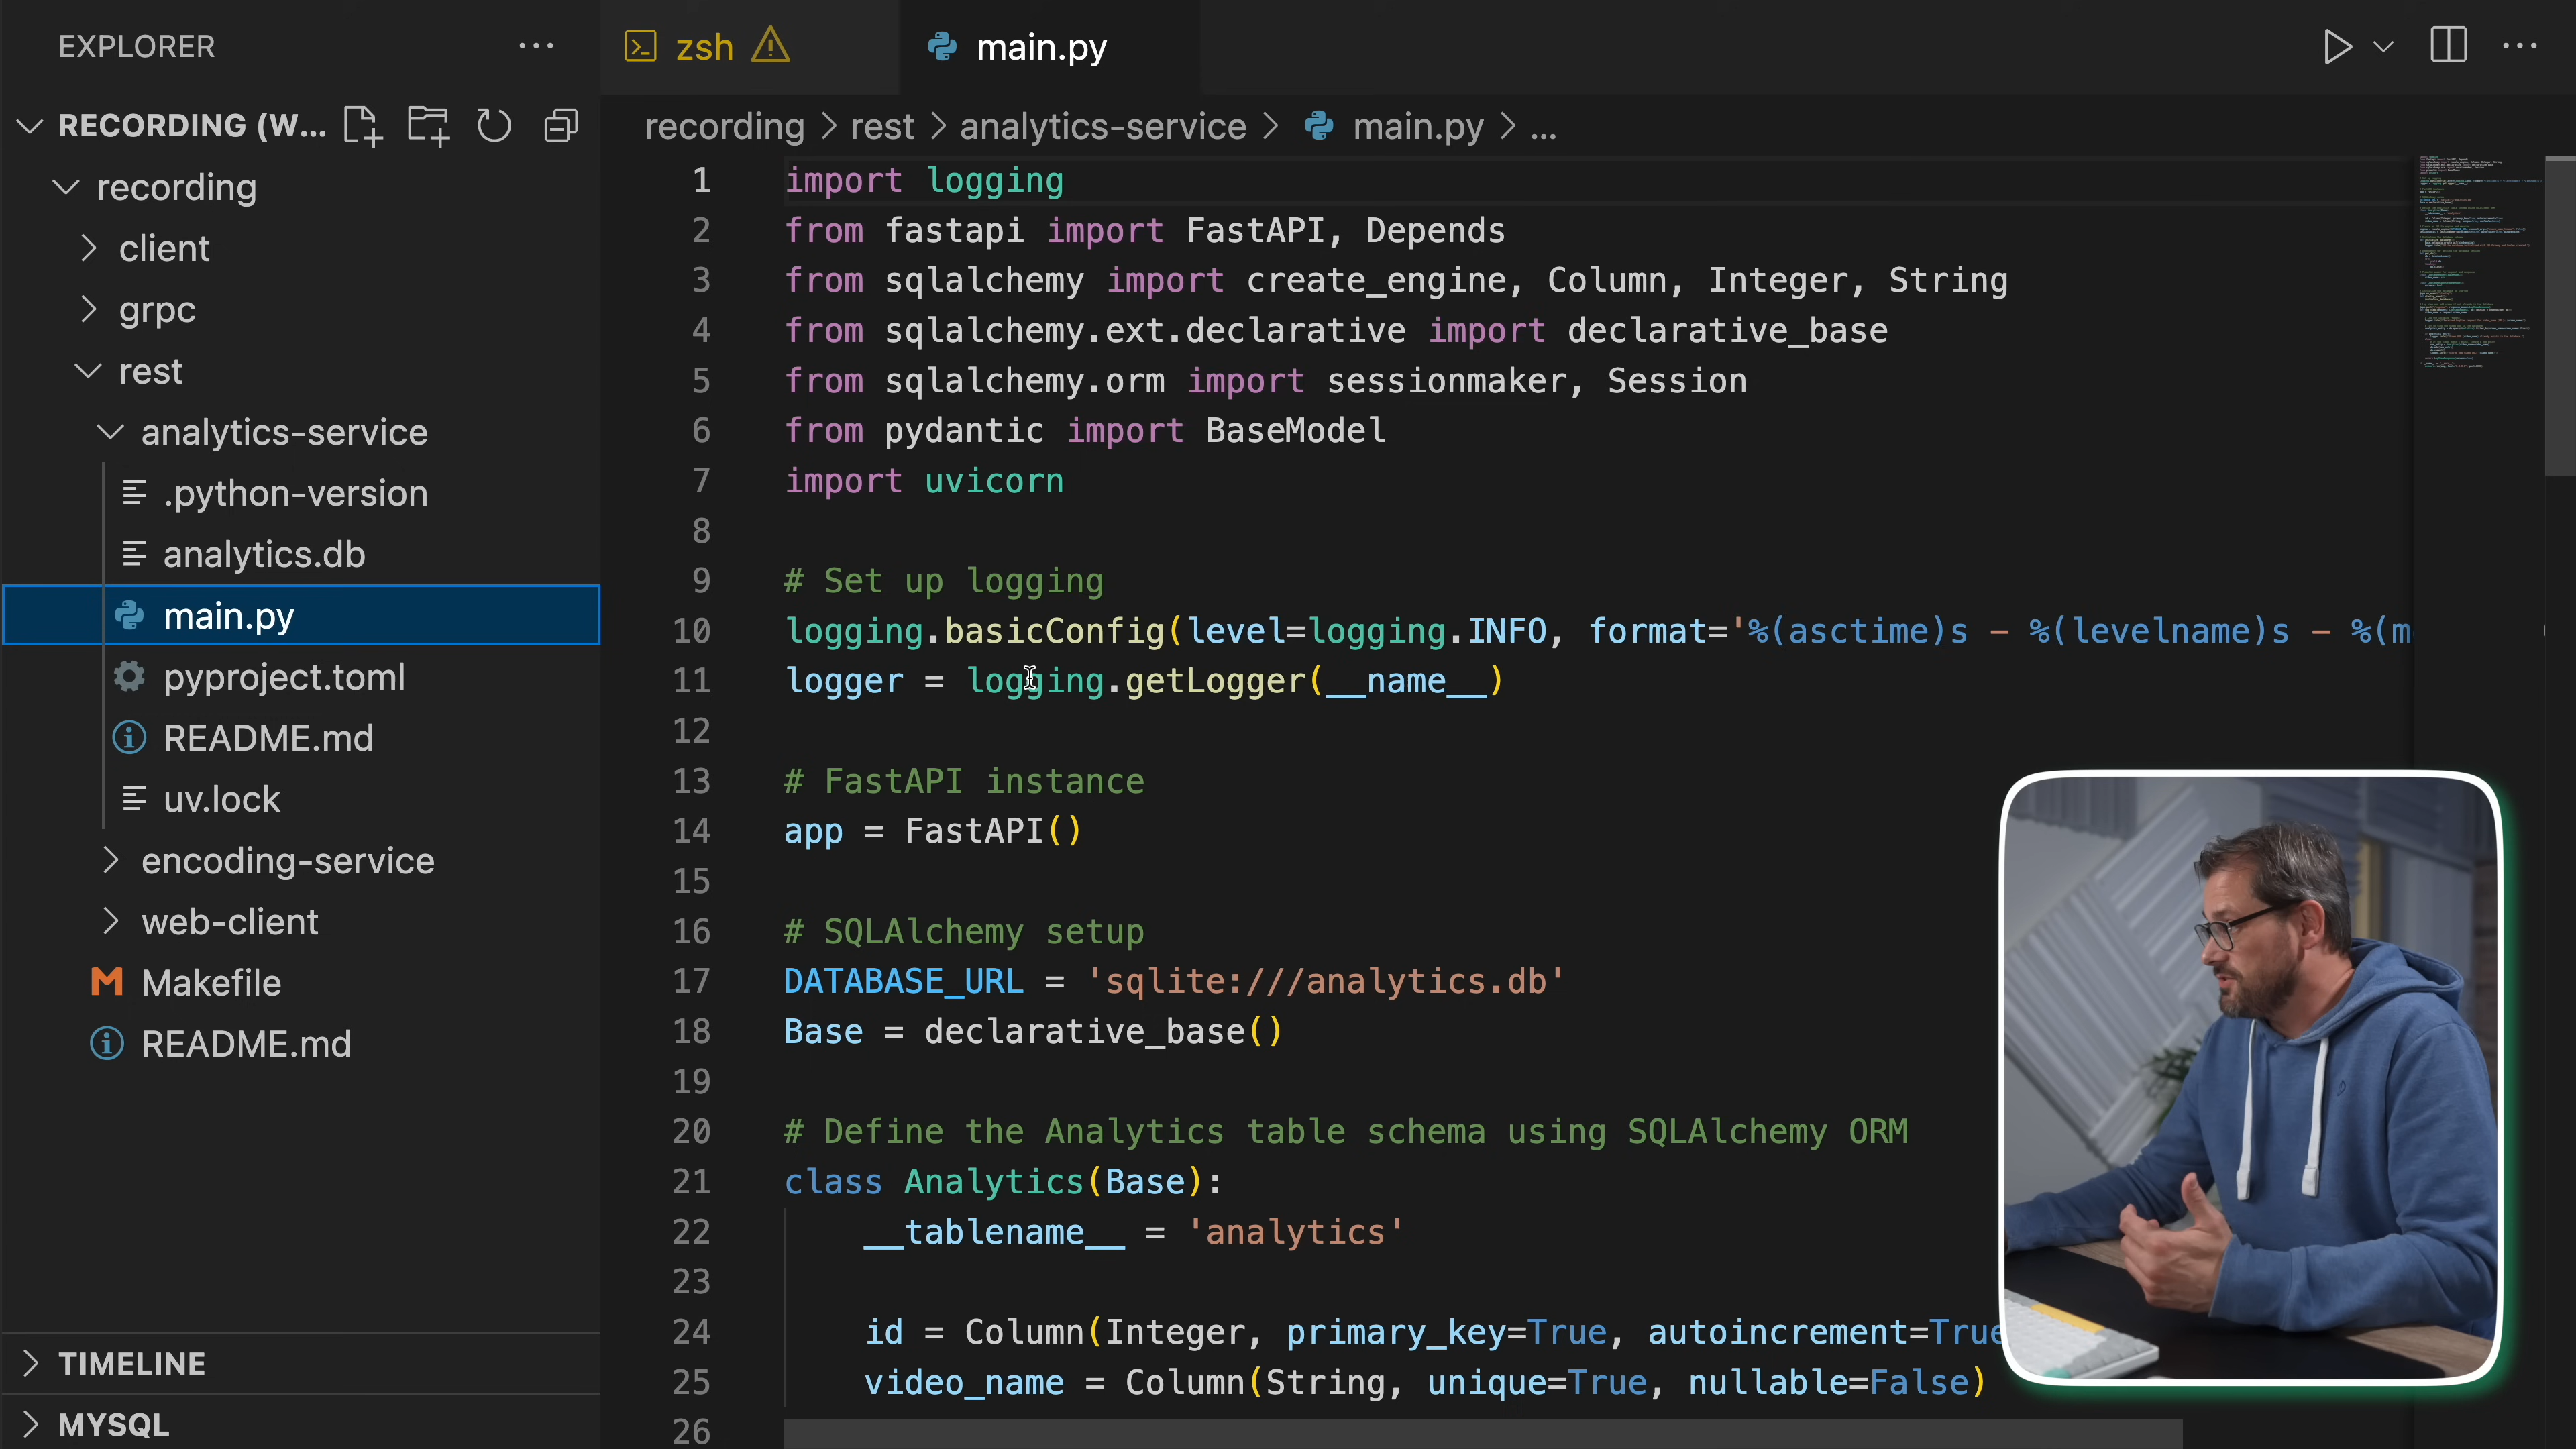 EXPLORER
RECORDING (W...
recording
client
grpc
rest
analytics-service
.python-version
analytics.db
main.py
pyproject.toml
README.md
uv.lock
encoding-service
web-client
Makefile
README.md
TIMELINE
MYSQL
zsh
main.py
recording > rest > analytics-service > main.py > ...
1 import logging
2 from fastapi import FastAPI, Depends
3 from sqlalchemy import create_engine, Column, Integer, String
4 from sqlalchemy.ext.declarative import declarative_base
5 from sqlalchemy.orm import sessionmaker, Session
6 from pydantic import BaseModel
7 import uvicorn
8
9 # Set up logging
10 logging.basicConfig(level=logging.INFO, format='%(asctime)s - %(levelname)s - %(m
11 logger = logging.getLogger(__name__)
12
13 # FastAPI instance
14 app = FastAPI()
15
16 # SQLAlchemy setup
17 DATABASE_URL = 'sqlite:///analytics.db'
18 Base = declarative_base()
19
20 # Define the Analytics table schema using SQLAlchemy ORM
21 class Analytics(Base):
22 __tablename__ = 'analytics'
23
24 id = Column(Integer, primary_key=True, autoincrement=True
25 video_name = Column(String, unique=True, nullable=False)
26